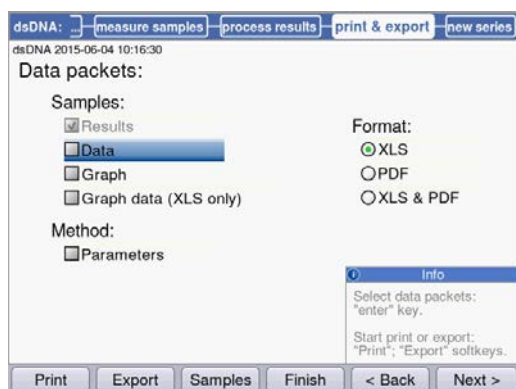 dsDNA: ... measure samples process results print & export new series
dsDNA 2015-06-04 10:16:30
Data packets:
Samples:
Results
Data
Graph
Graph data (XLS only)
Method:
Parameters
Format:
XLS
PDF
XLS & PDF
Info
Select data packets:
"enter" key.
Start print or export:
"Print"; "Export" softkeys.
Print Export Samples Finish < Back Next >